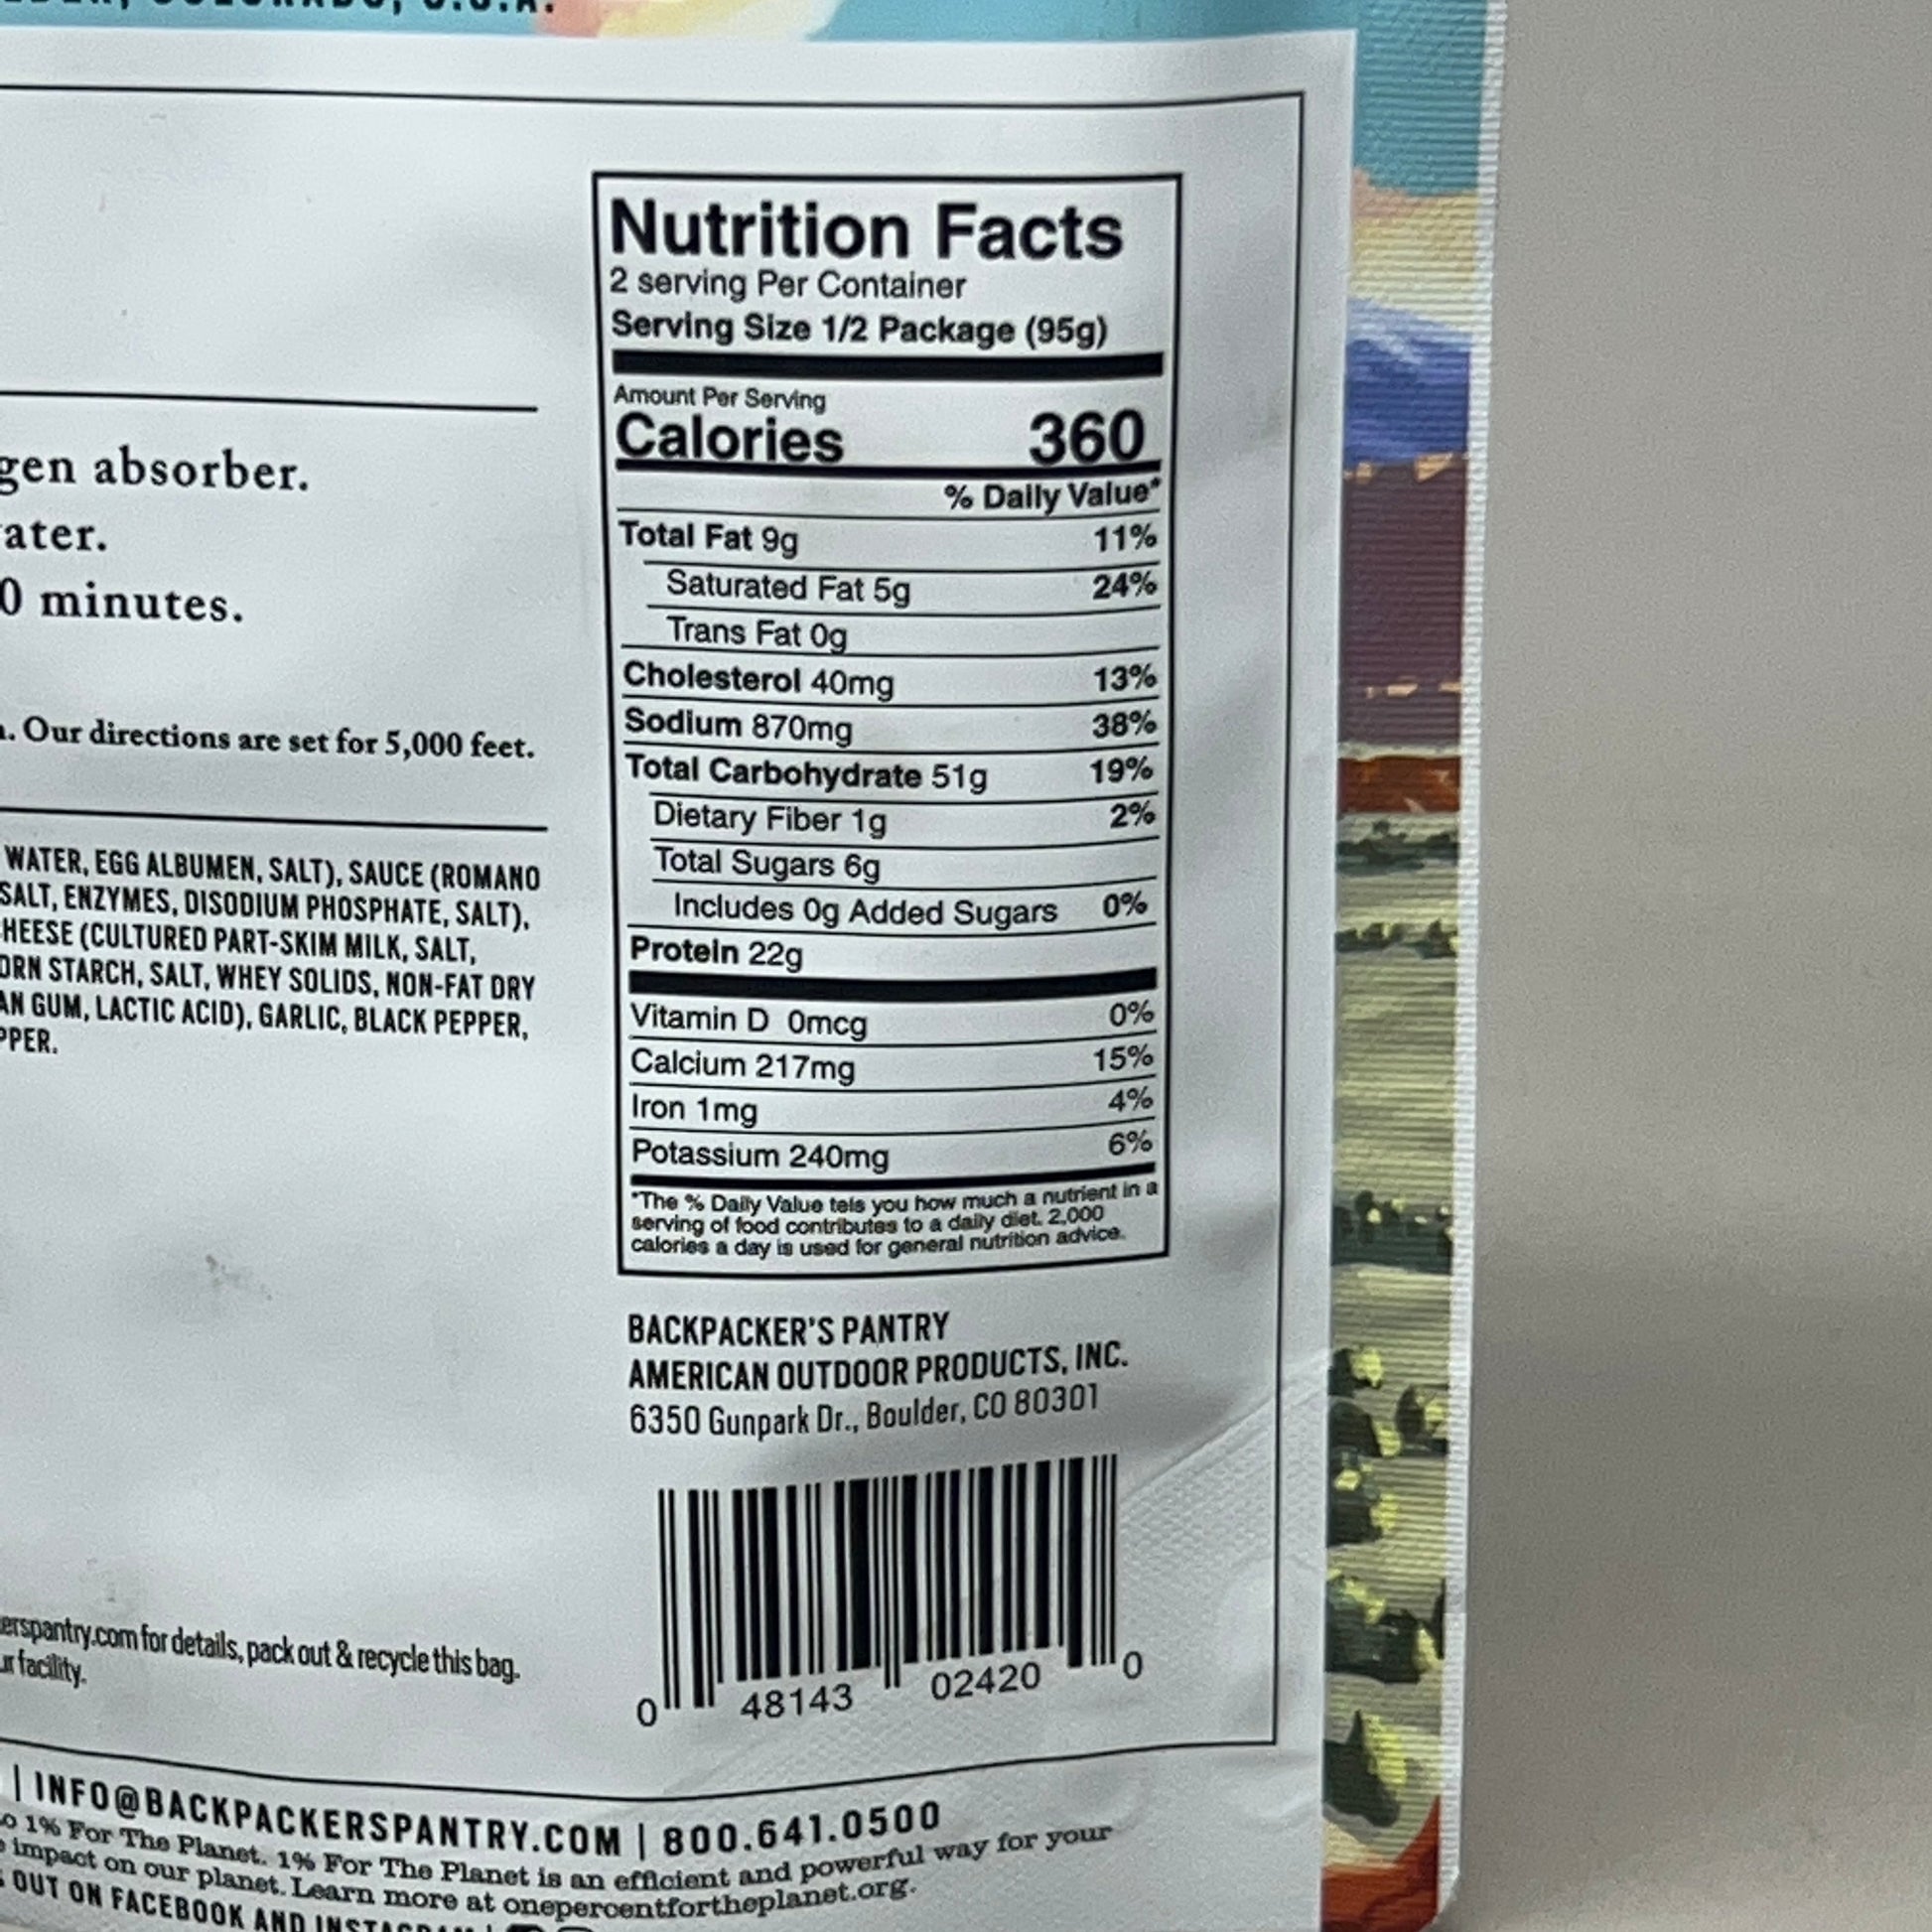 COLORADO, U.S.A.
Nutrition Facts
2 serving Per Container
Serving Size 1/2 Package (95g)
Amount Per Serving
Calories 360
% Daily Value*
Total Fat 9g 11%
Saturated Fat 5g 24%
Trans Fat 0g
Cholesterol 40mg 13%
Sodium 870mg 38%
Total Carbohydrate 51g 19%
Dietary Fiber 1g 2%
Total Sugars 6g
Includes 0g Added Sugars 0%
Protein 22g
Vitamin D 0mcg 0%
Calcium 217mg 15%
Iron 1mg 4%
Potassium 240mg 6%
*The % Daily Value tels you how much a nutrient in a
serving of food contributes to a daily diet. 2,000
calories a day is used for general nutrition advice.
BACKPACKER'S PANTRY
AMERICAN OUTDOOR PRODUCTS, INC.
6350 Gunpark Dr., Boulder, CO 80301
0 48143 02420 0
gen absorber.
ater.
0 minutes.
. Our directions are set for 5,000 feet.
WATER, EGG ALBUMEN, SALT), SAUCE (ROMANO
SALT, ENZYMES, DISODIUM PHOSPHATE, SALT),
HEESE (CULTURED PART-SKIM MILK, SALT,
ORN STARCH, SALT, WHEY SOLIDS, NON-FAT DRY
AN GUM, LACTIC ACID), GARLIC, BLACK PEPPER,
PPER.
erspantry.com for details, pack out & recycle this bag.
ur facility.
| INFO@BACKPACKERSPANTRY.COM | 800.641.0500
o 1% For The Planet. 1% For The Planet is an efficient and powerful way for your
impact on our planet. Learn more at onepercentfortheplanet.org.
OUT ON FACEBOOK AND INSTAGRAM |